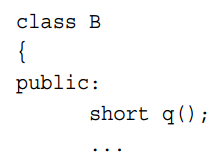 class B
{
public:
        short q();
        ...